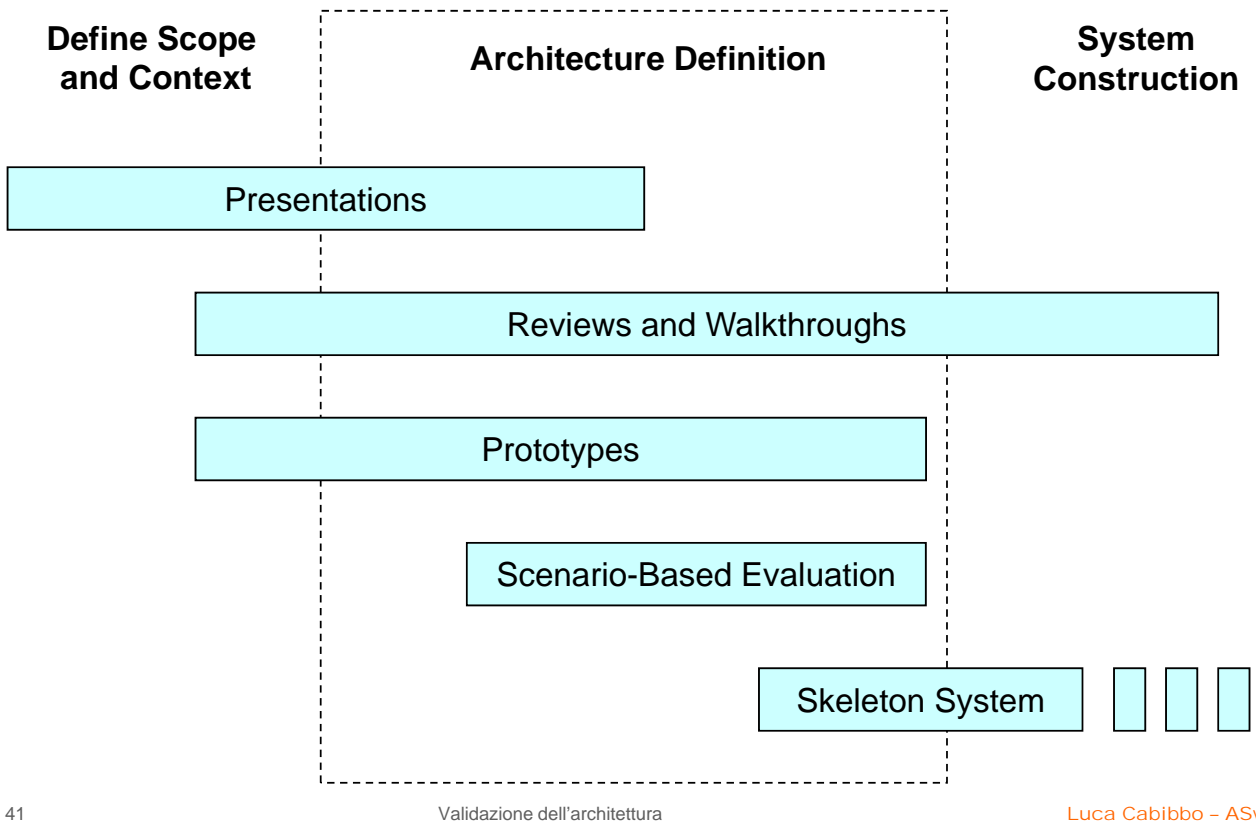 Define Scope
and Context
Architecture Definition
System
Construction
Presentations
Reviews and Walkthroughs
Prototypes
Scenario-Based Evaluation
Skeleton System
41
Validazione dell'architettura
Luca Cabibbo – ASw